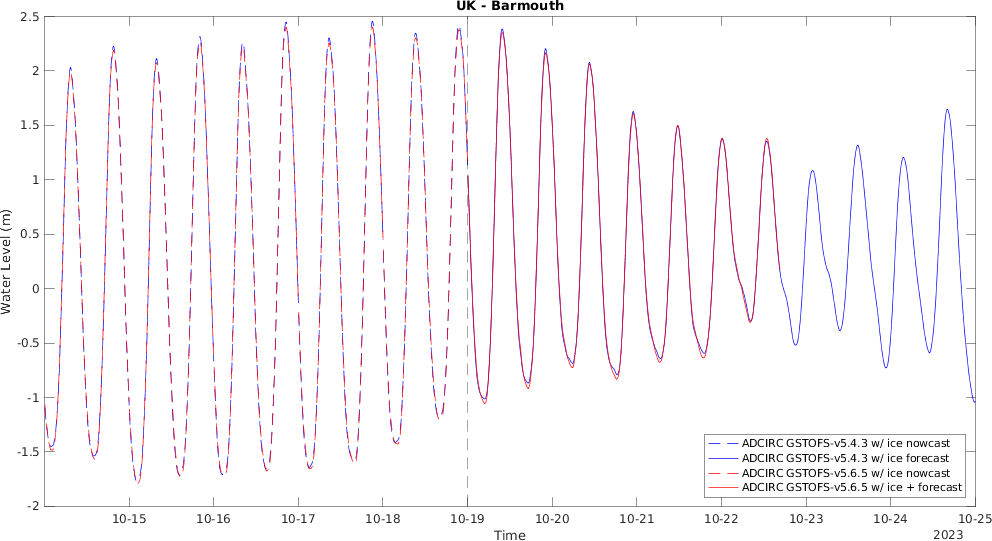 UK - Barmouth
2.5
2
1.5
1
0.5
0
-0.5
-1
-1.5
-2
Water Level (m)
10-15 10-16 10-17 10-18 10-19 10-20 10-21 10-22 10-23 10-24 10-25
Time
2023
ADCIRC GSTOFS-v5.4.3 w/ ice nowcast
ADCIRC GSTOFS-v5.4.3 w/ ice forecast
ADCIRC GSTOFS-v5.6.5 w/ ice nowcast
ADCIRC GSTOFS-v5.6.5 w/ ice + forecast